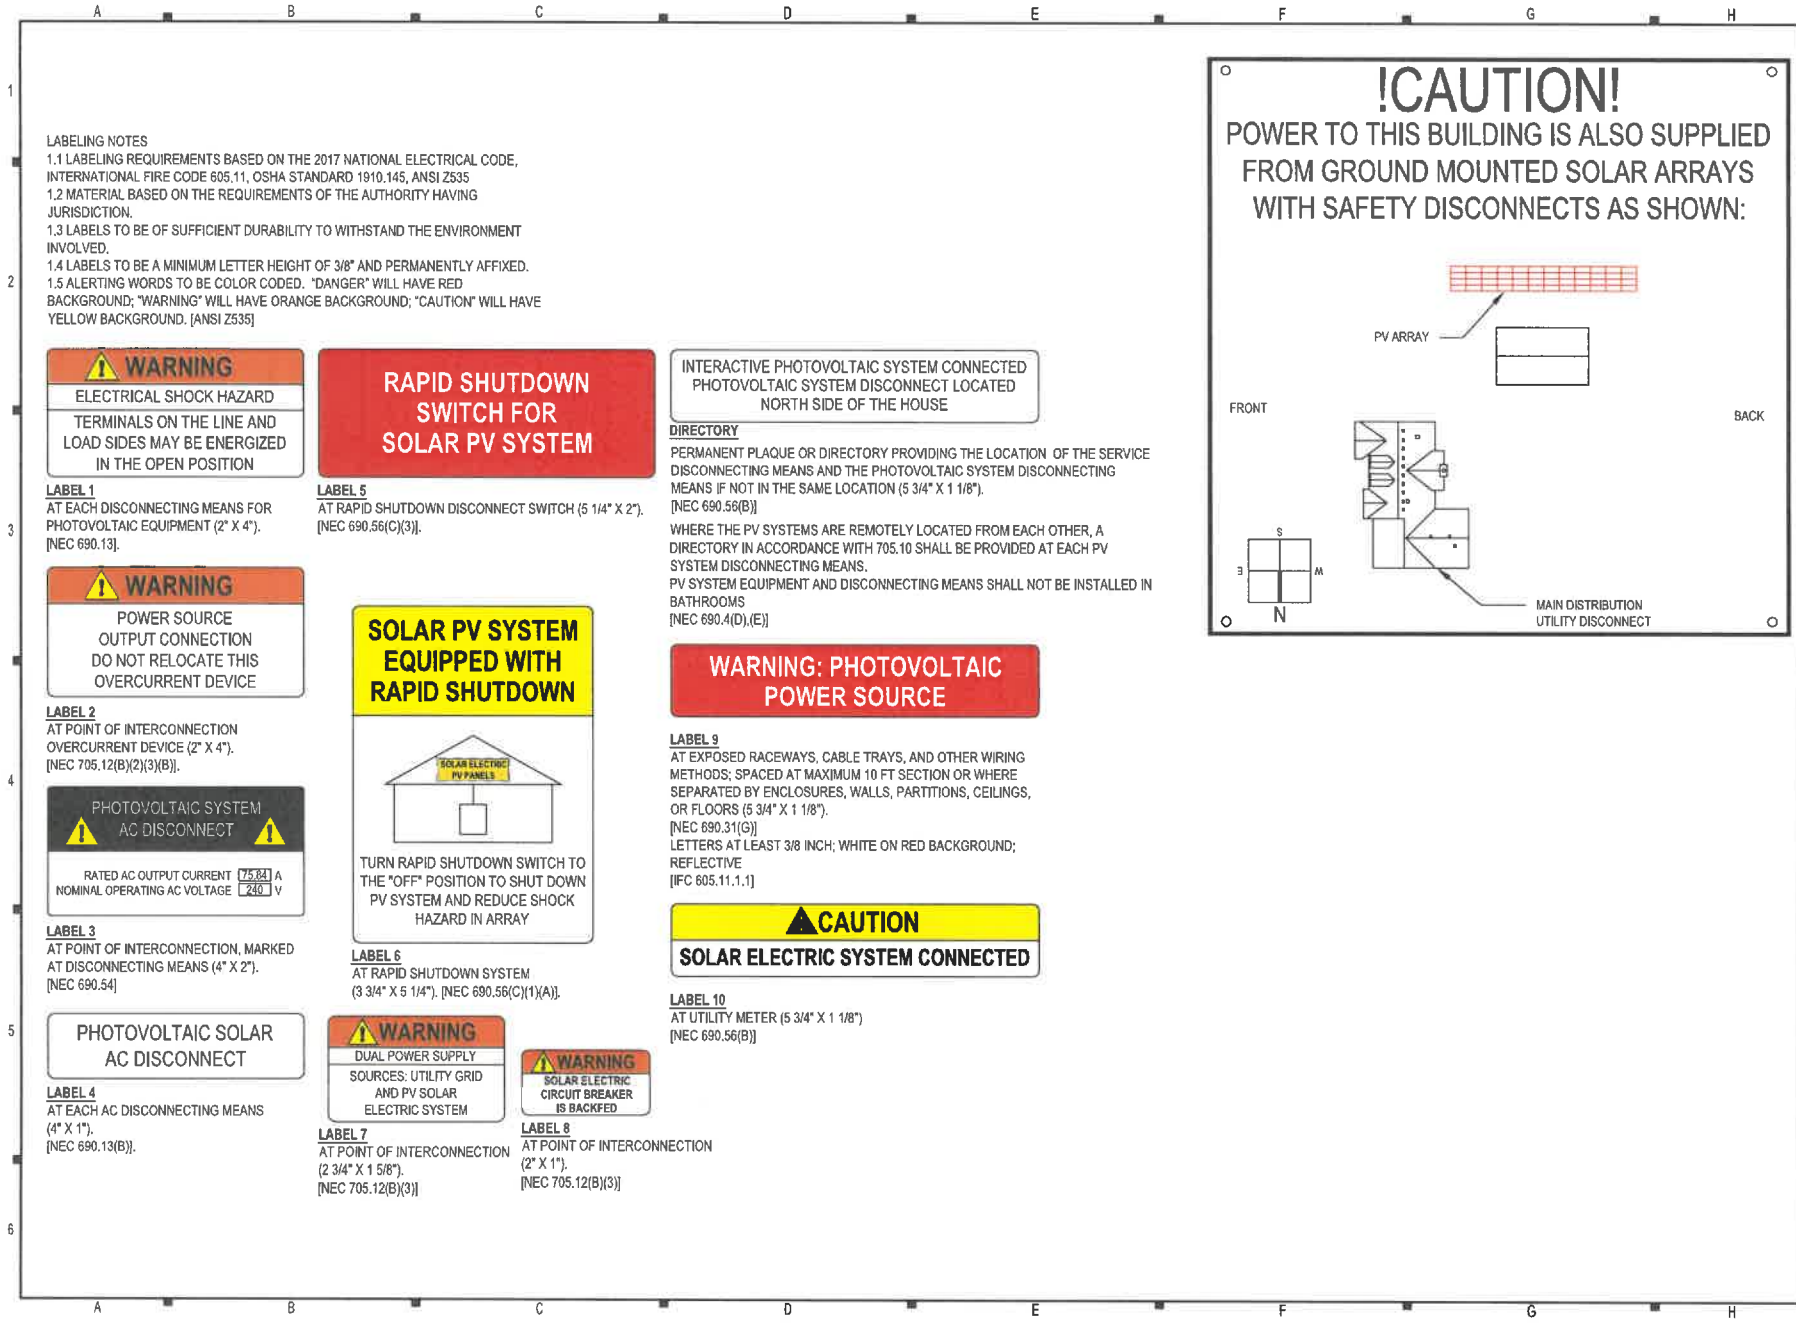 A B C D E F G H
1
2
3
4
5
6
LABELING NOTES
1.1 LABELING REQUIREMENTS BASED ON THE 2017 NATIONAL ELECTRICAL CODE,
INTERNATIONAL FIRE CODE 605.11, OSHA STANDARD 1910.145, ANSI Z535
1.2 MATERIAL BASED ON THE REQUIREMENTS OF THE AUTHORITY HAVING
JURISDICTION.
1.3 LABELS TO BE OF SUFFICIENT DURABILITY TO WITHSTAND THE ENVIRONMENT
INVOLVED.
1.4 LABELS TO BE A MINIMUM LETTER HEIGHT OF 3/8" AND PERMANENTLY AFFIXED.
1.5 ALERTING WORDS TO BE COLOR CODED. "DANGER" WILL HAVE RED
BACKGROUND; "WARNING" WILL HAVE ORANGE BACKGROUND; "CAUTION" WILL HAVE
YELLOW BACKGROUND. [ANSI Z535]
WARNING
ELECTRICAL SHOCK HAZARD
TERMINALS ON THE LINE AND
LOAD SIDES MAY BE ENERGIZED
IN THE OPEN POSITION
LABEL 1
AT EACH DISCONNECTING MEANS FOR
PHOTOVOLTAIC EQUIPMENT (2" X 4").
[NEC 690.13].
WARNING
POWER SOURCE
OUTPUT CONNECTION
DO NOT RELOCATE THIS
OVERCURRENT DEVICE
LABEL 2
AT POINT OF INTERCONNECTION
OVERCURRENT DEVICE (2" X 4").
[NEC 705.12(B)(2)(3)(B)].
PHOTOVOLTAIC SYSTEM
AC DISCONNECT
RATED AC OUTPUT CURRENT 75.84 A
NOMINAL OPERATING AC VOLTAGE 240 V
LABEL 3
AT POINT OF INTERCONNECTION, MARKED
AT DISCONNECTING MEANS (4" X 2").
[NEC 690.54]
PHOTOVOLTAIC SOLAR
AC DISCONNECT
LABEL 4
AT EACH AC DISCONNECTING MEANS
(4" X 1").
[NEC 690.13(B)].
RAPID SHUTDOWN
SWITCH FOR
SOLAR PV SYSTEM
LABEL 5
AT RAPID SHUTDOWN DISCONNECT SWITCH (5 1/4" X 2").
[NEC 690.56(C)(3)].
SOLAR PV SYSTEM
EQUIPPED WITH
RAPID SHUTDOWN
SOLAR ELECTRIC
PV PANELS
TURN RAPID SHUTDOWN SWITCH TO
THE "OFF" POSITION TO SHUT DOWN
PV SYSTEM AND REDUCE SHOCK
HAZARD IN ARRAY
LABEL 6
AT RAPID SHUTDOWN SYSTEM
(3 3/4" X 5 1/4"). [NEC 690.56(C)(1)(A)].
WARNING
DUAL POWER SUPPLY
SOURCES: UTILITY GRID
AND PV SOLAR
ELECTRIC SYSTEM
LABEL 7
AT POINT OF INTERCONNECTION
(2 3/4" X 1 5/8").
[NEC 705.12(B)(3)]
WARNING
SOLAR ELECTRIC
CIRCUIT BREAKER
IS BACKFED
LABEL 8
AT POINT OF INTERCONNECTION
(2" X 1").
[NEC 705.12(B)(3)]
INTERACTIVE PHOTOVOLTAIC SYSTEM CONNECTED
PHOTOVOLTAIC SYSTEM DISCONNECT LOCATED
NORTH SIDE OF THE HOUSE
DIRECTORY
PERMANENT PLAQUE OR DIRECTORY PROVIDING THE LOCATION OF THE SERVICE
DISCONNECTING MEANS AND THE PHOTOVOLTAIC SYSTEM DISCONNECTING
MEANS IF NOT IN THE SAME LOCATION (5 3/4" X 1 1/8").
[NEC 690.56(B)]
WHERE THE PV SYSTEMS ARE REMOTELY LOCATED FROM EACH OTHER, A
DIRECTORY IN ACCORDANCE WITH 705.10 SHALL BE PROVIDED AT EACH PV
SYSTEM DISCONNECTING MEANS.
PV SYSTEM EQUIPMENT AND DISCONNECTING MEANS SHALL NOT BE INSTALLED IN
BATHROOMS
[NEC 690.4(D),(E)]
WARNING: PHOTOVOLTAIC
POWER SOURCE
LABEL 9
AT EXPOSED RACEWAYS, CABLE TRAYS, AND OTHER WIRING
METHODS; SPACED AT MAXIMUM 10 FT SECTION OR WHERE
SEPARATED BY ENCLOSURES, WALLS, PARTITIONS, CEILINGS,
OR FLOORS (5 3/4" X 1 1/8").
[NEC 690.31(G)]
LETTERS AT LEAST 3/8 INCH; WHITE ON RED BACKGROUND;
REFLECTIVE
[IFC 605.11.1.1]
CAUTION
SOLAR ELECTRIC SYSTEM CONNECTED
LABEL 10
AT UTILITY METER (5 3/4" X 1 1/8")
[NEC 690.56(B)]
!CAUTION!
POWER TO THIS BUILDING IS ALSO SUPPLIED
FROM GROUND MOUNTED SOLAR ARRAYS
WITH SAFETY DISCONNECTS AS SHOWN:
PV ARRAY
FRONT
BACK
S
E
W
N
MAIN DISTRIBUTION
UTILITY DISCONNECT
A B C D E F G H